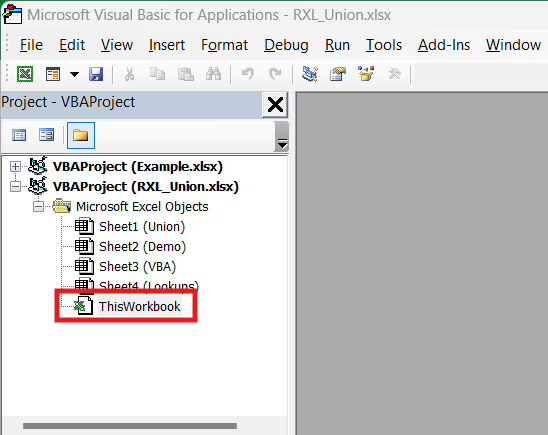 Microsoft Visual Basic for Applications - RXL_Union.xlsx
File Edit View Insert Format Debug Run Tools Add-Ins Window
Project - VBAProject
VBAProject (Example.xlsx)
VBAProject (RXL_Union.xlsx)
Microsoft Excel Objects
Sheet1 (Union)
Sheet2 (Demo)
Sheet3 (VBA)
Sheet4 (Lookups)
ThisWorkbook